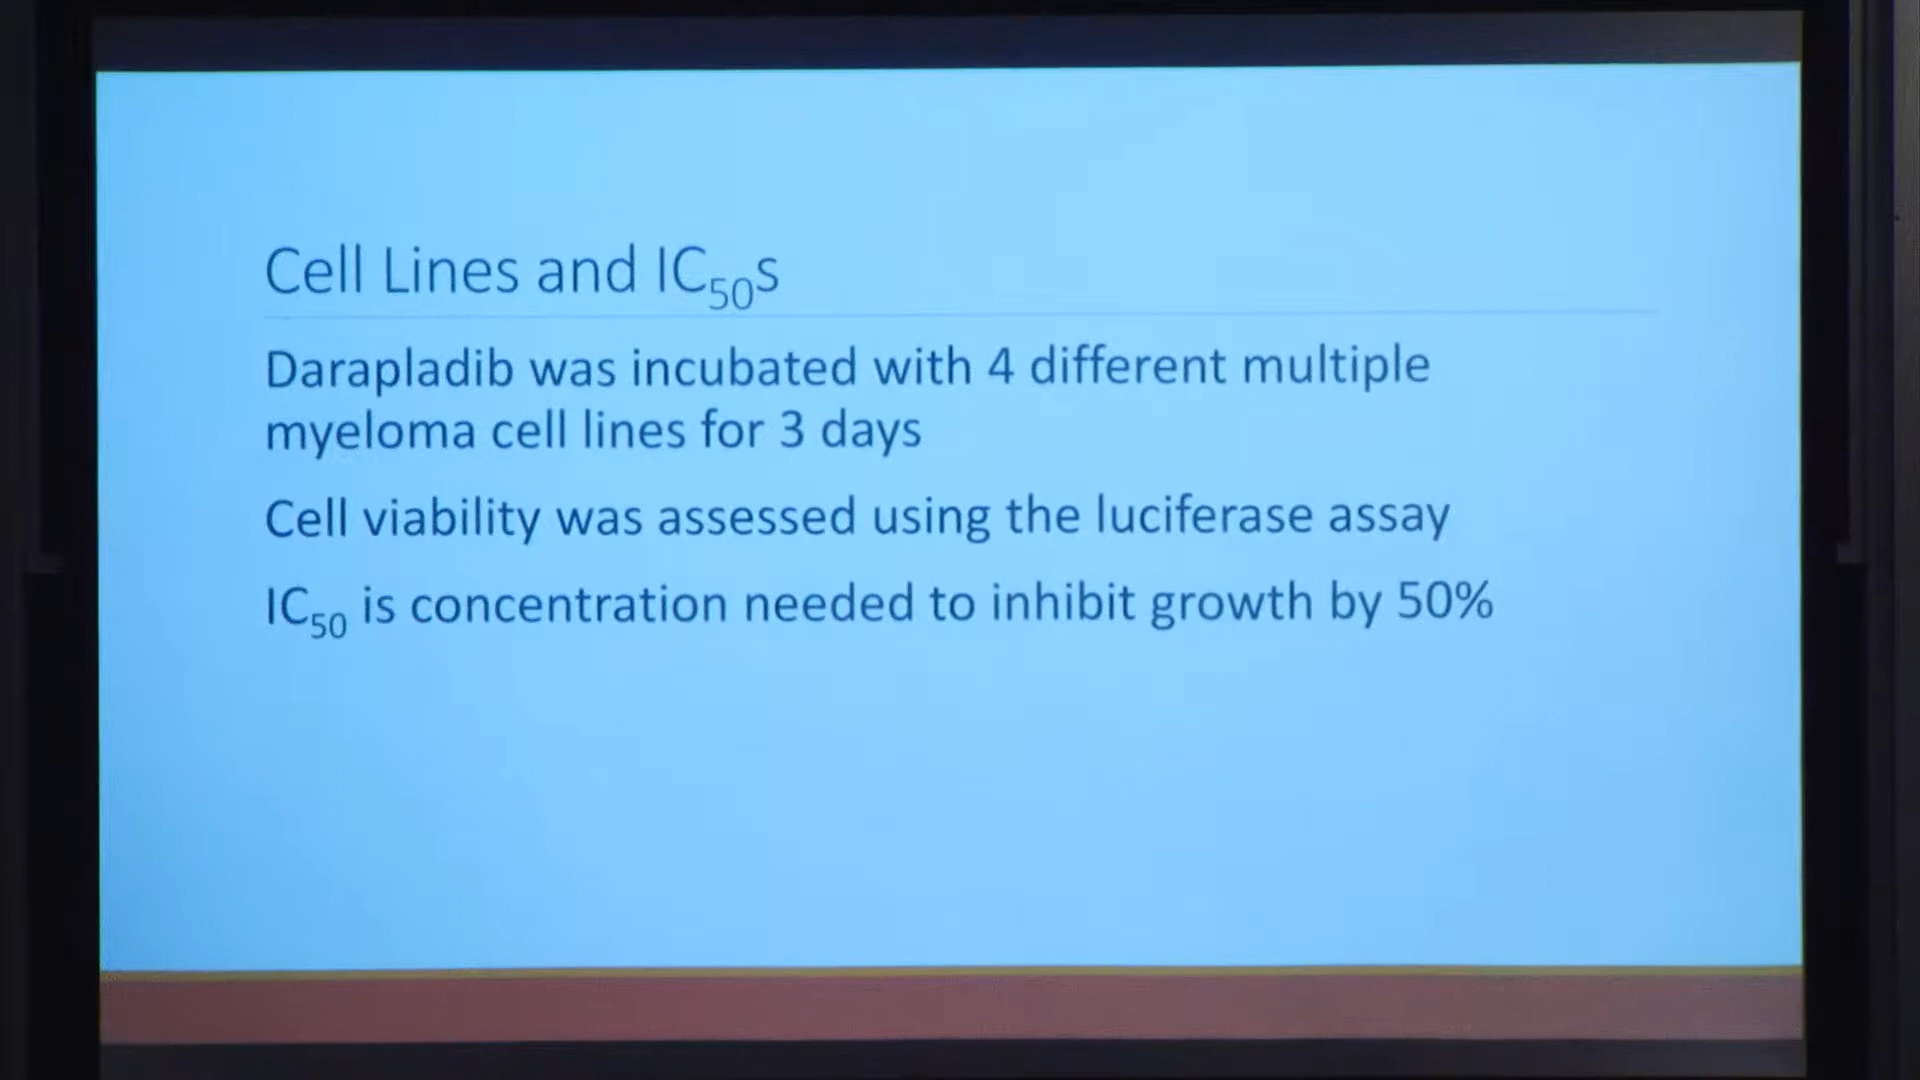 Cell Lines and IC50s
Darapladib was incubated with 4 different multiple
myeloma cell lines for 3 days
Cell viability was assessed using the luciferase assay
IC50 is concentration needed to inhibit growth by 50%